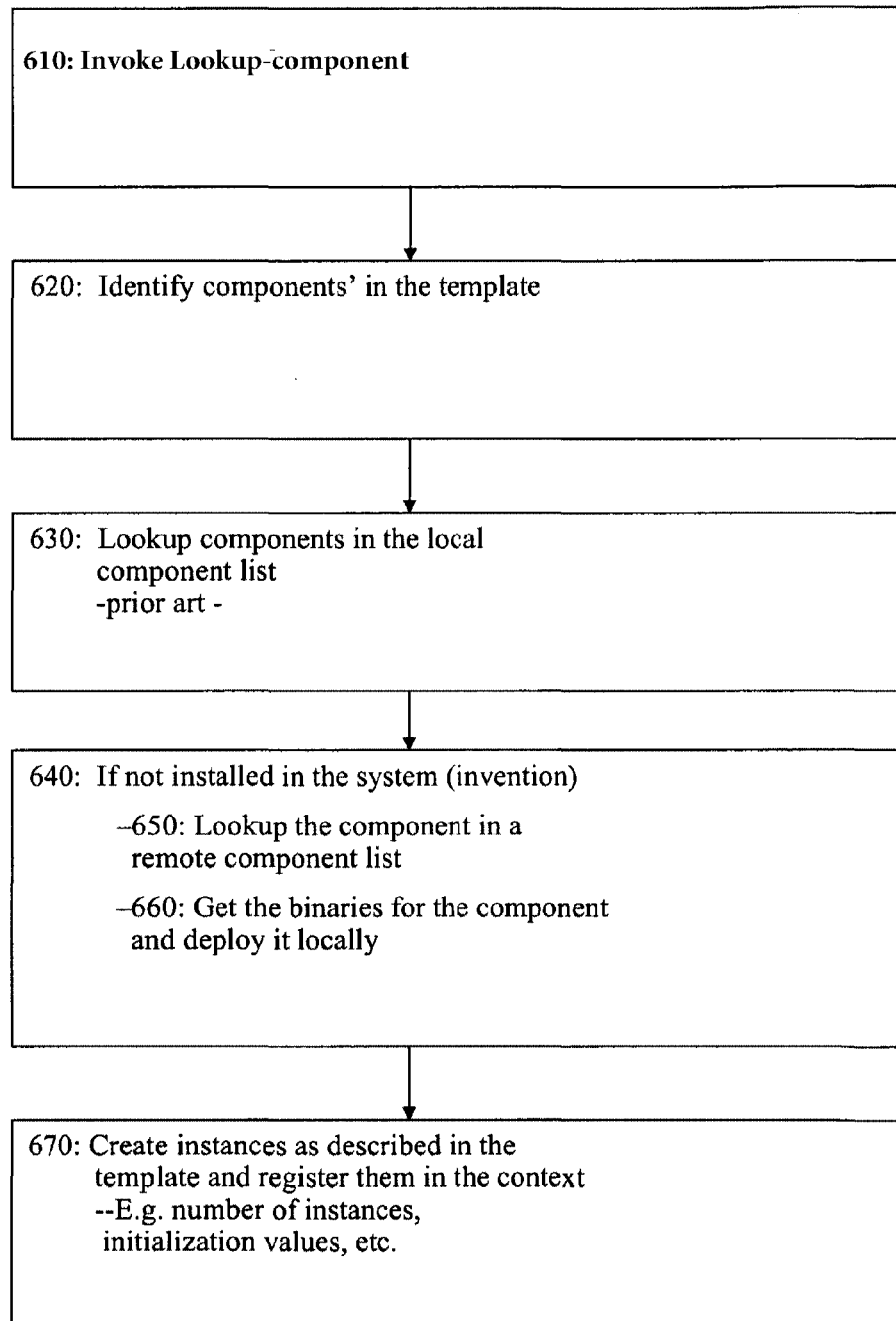 610: Invoke Lookup-component
620: Identify components’ in the template
630: Lookup components in the local
component list
-prior art -
640: If not installed in the system (invention)
–650: Lookup the component in a
remote component list
–660: Get the binaries for the component
and deploy it locally
670: Create instances as described in the
template and register them in the context
--E.g. number of instances,
initialization values, etc.